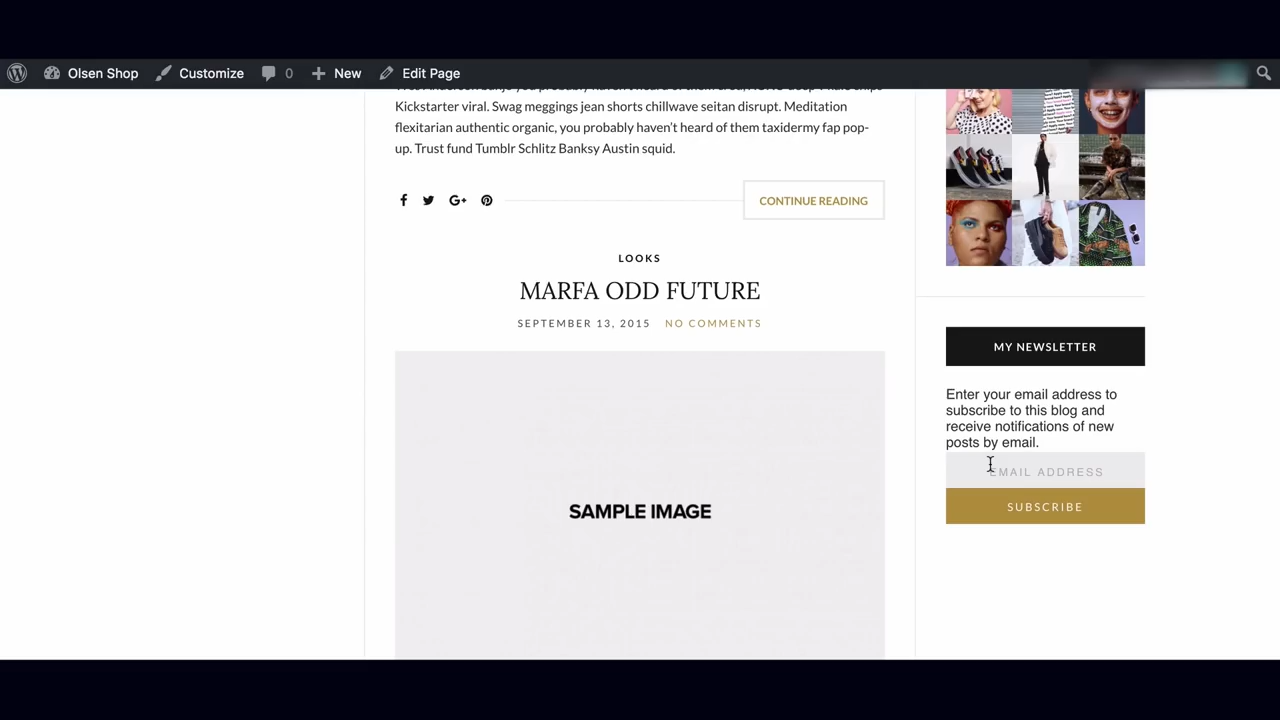 Olsen Shop Customize 0 New Edit Page
Kickstarter viral. Swag meggings jean shorts chillwave seitan disrupt. Meditation
flexitarian authentic organic, you probably haven't heard of them taxidermy fap pop-
up. Trust fund Tumblr Schlitz Banksy Austin squid.
CONTINUE READING
LOOKS
MARFA ODD FUTURE
SEPTEMBER 13, 2015 NO COMMENTS
SAMPLE IMAGE
MY NEWSLETTER
Enter your email address to
subscribe to this blog and
receive notifications of new
posts by email.
EMAIL ADDRESS
SUBSCRIBE